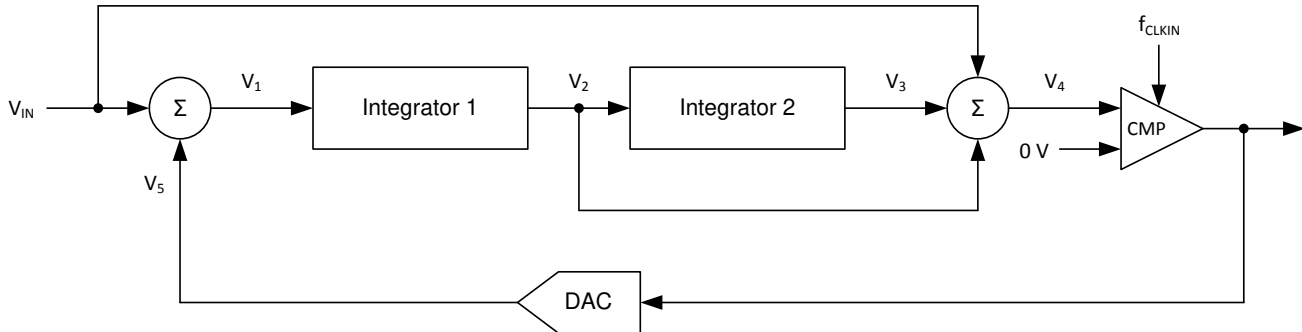 f_CLKIN
V_IN
Σ
V_1
Integrator 1
V_2
Integrator 2
V_3
Σ
V_4
CMP
0 V
V_5
DAC